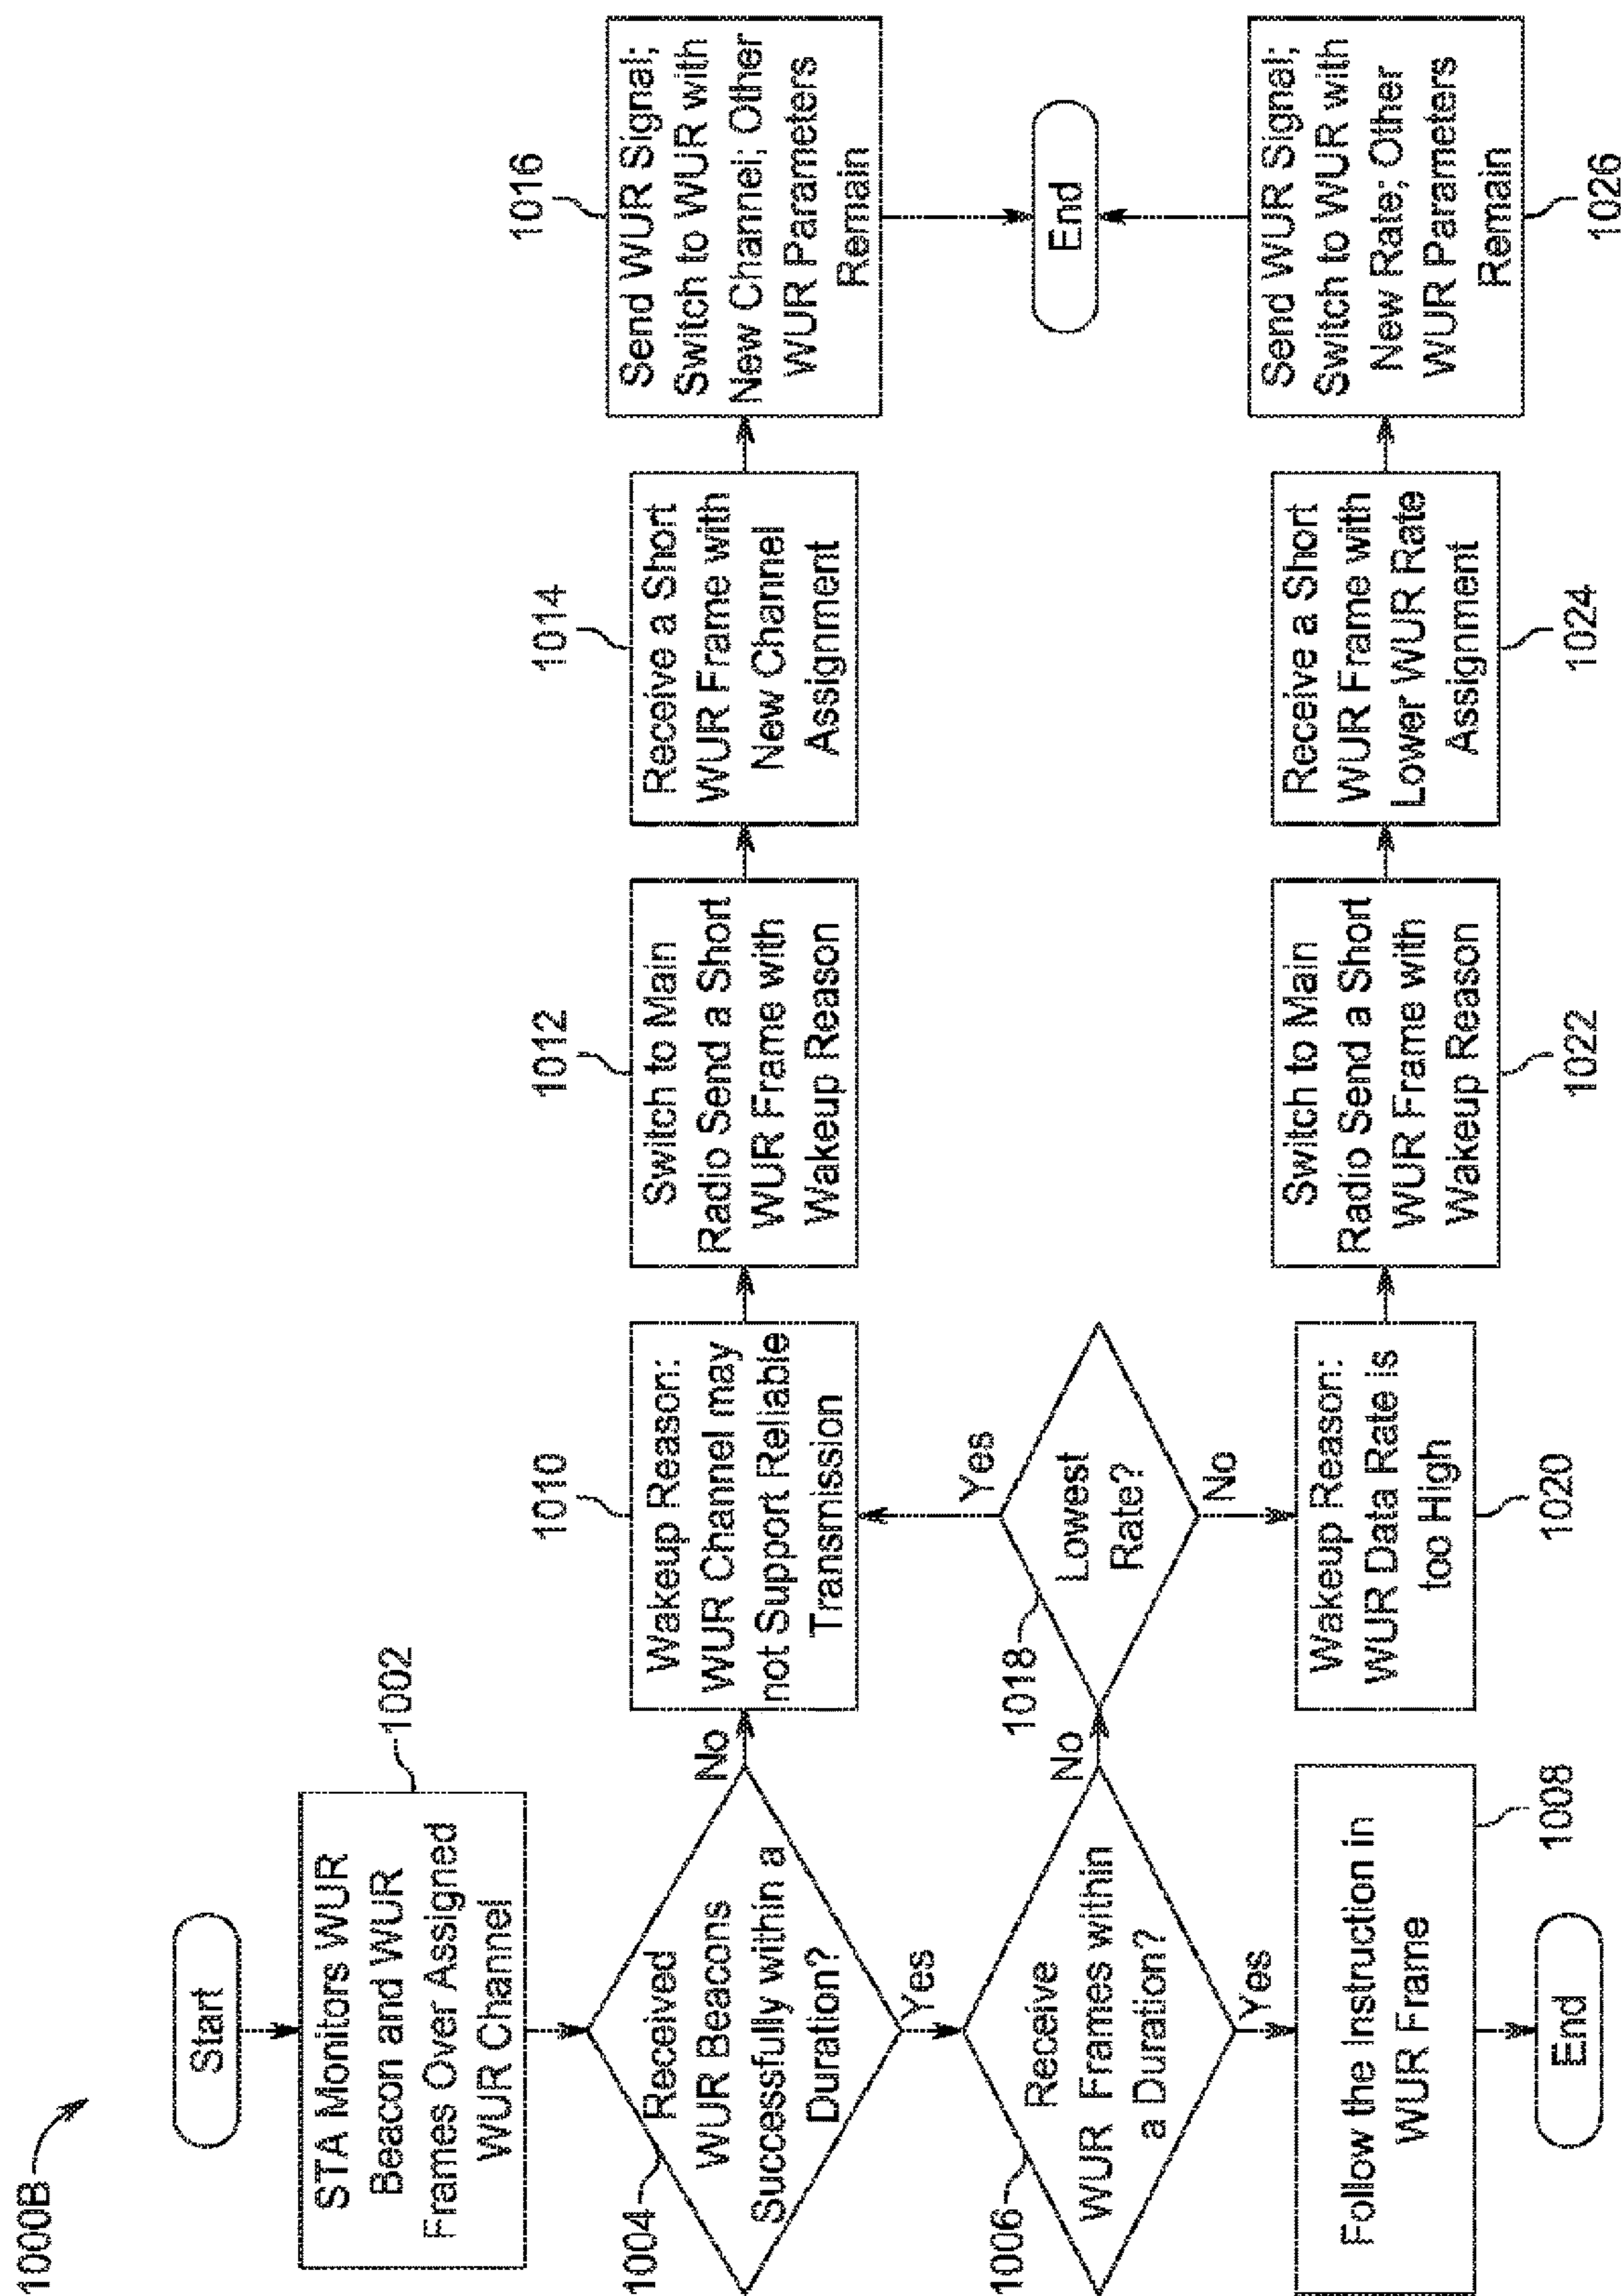 1000B
Start
STA Monitors WUR
Beacon and WUR
Frames Over Assigned
WUR Channel
1002
Received
WUR Beacons
Successfully within a
Duration?
1004
No
Yes
Receive
WUR Frames within
a Duration?
1006
No
Yes
Follow the Instruction in
WUR Frame
1008
End
Wakeup Reason:
WUR Channel may
not Support Reliable
Transmission
1010
Switch to Main
Radio Send a Short
WUR Frame with
Wakeup Reason
1012
Receive a Short
WUR Frame with
New Channel
Assignment
1014
Send WUR Signal;
Switch to WUR with
New Channel; Other
WUR Parameters
Remain
1016
Lowest
Rate?
1018
Yes
No
Wakeup Reason:
WUR Data Rate is
too High
1020
Switch to Main
Radio Send a Short
WUR Frame with
Wakeup Reason
1022
Receive a Short
WUR Frame with
Lower WUR Rate
Assignment
1024
Send WUR Signal;
Switch to WUR with
New Rate; Other
WUR Parameters
Remain
1026
End